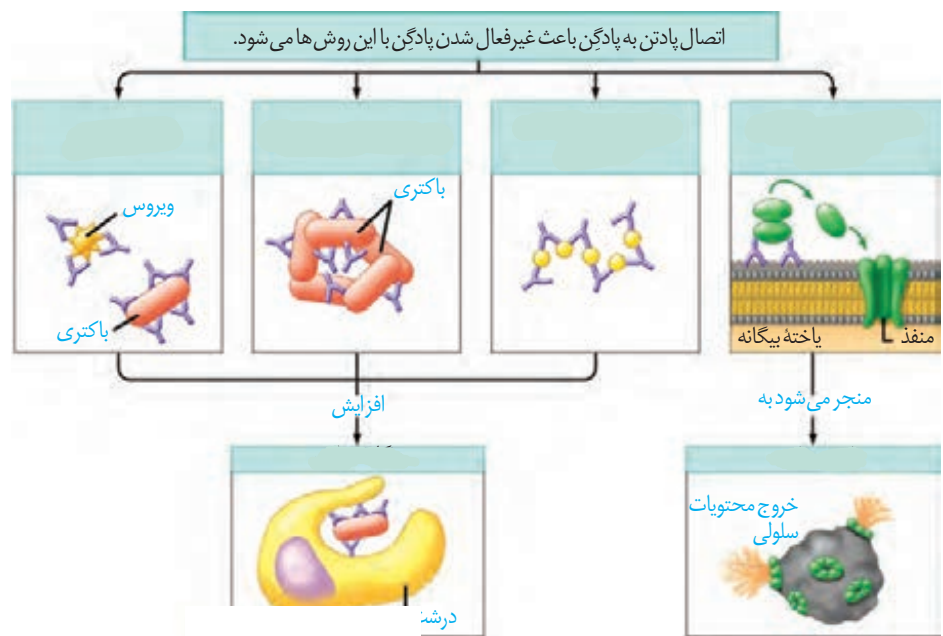 اتصال پادتن به پادگِن باعث غیرفعال شدن پادگِن با این روش ها می شود.
ویروس
باکتری
باکتری
یاختهٔ بیگانه
منفذ
افزایش
منجر می شود به
خروج محتویات
سلولی